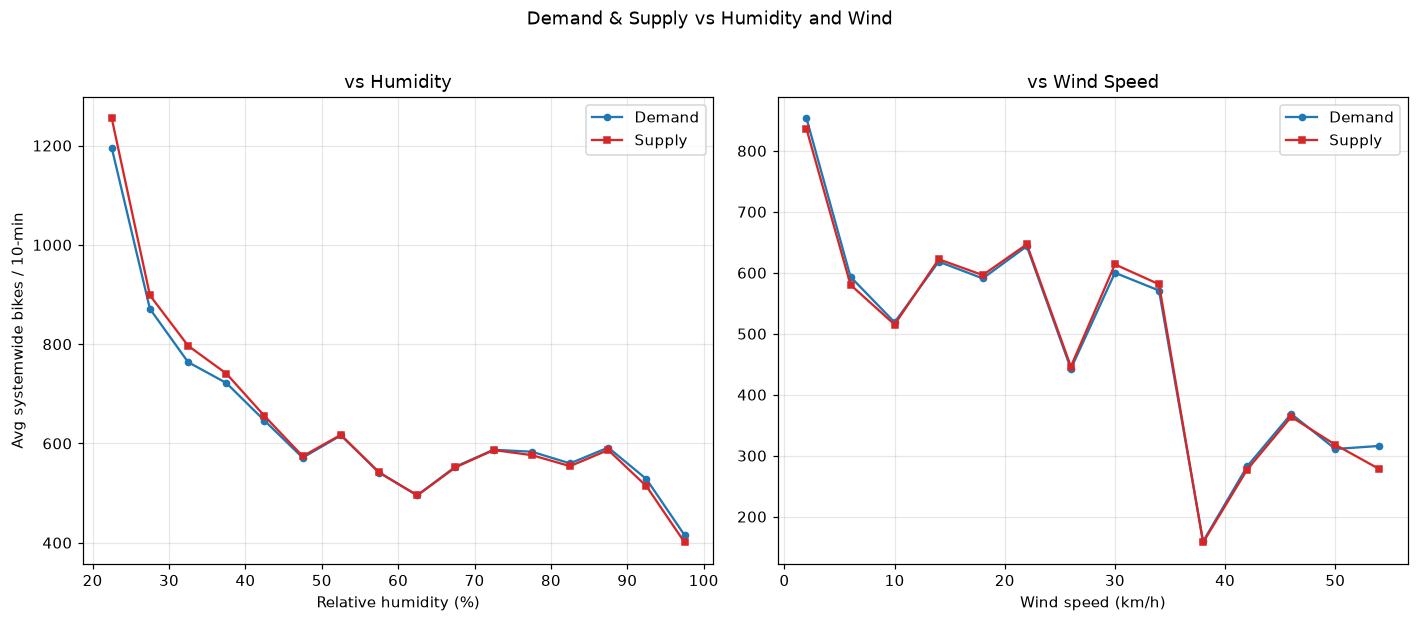 Demand & Supply vs Humidity and Wind
vs Humidity
Avg systemwide bikes / 10-min
1200
1000
800
600
400
20 30 40 50 60 70 80 90 100
Relative humidity (%)
Demand
Supply
vs Wind Speed
800
700
600
500
400
300
200
0 10 20 30 40 50
Wind speed (km/h)
Demand
Supply